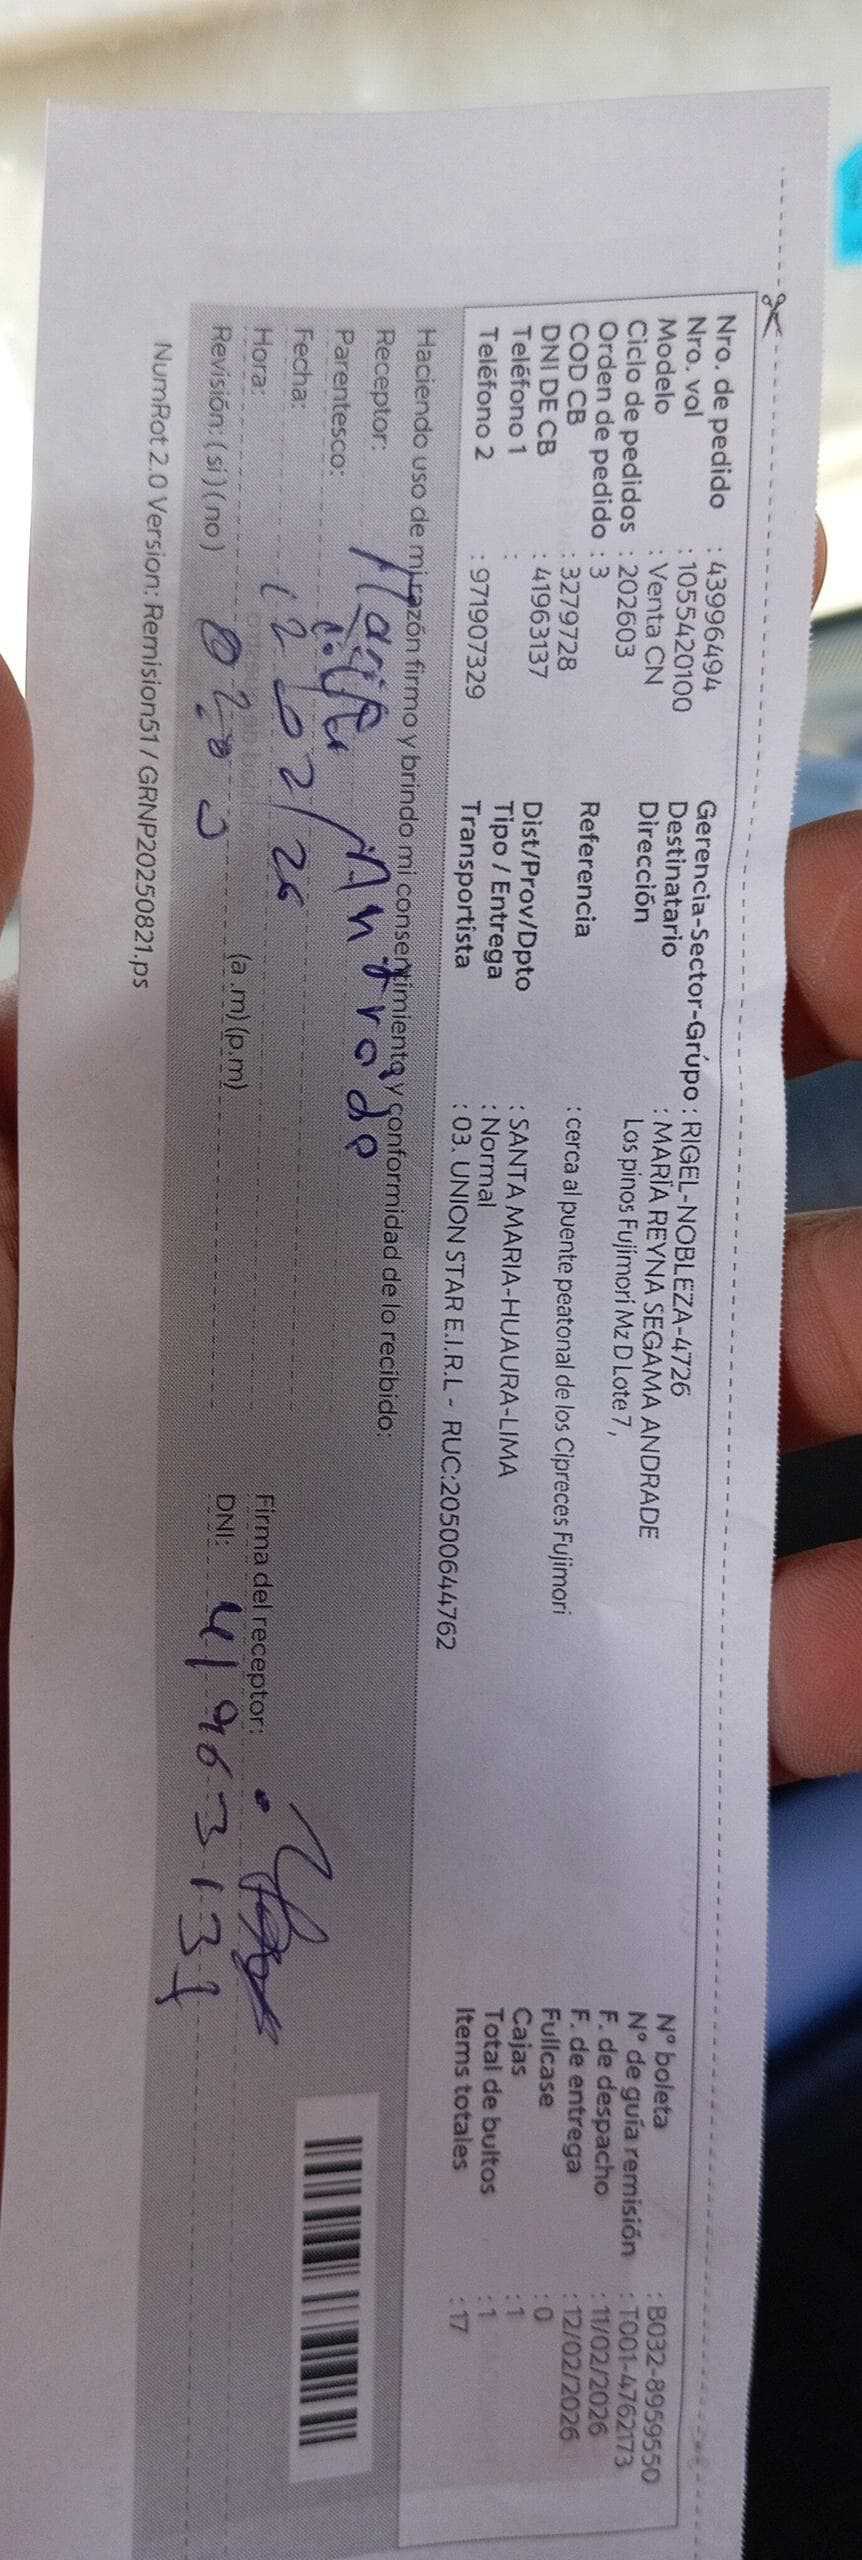 Nro. de pedido : 43996494
Nro. vol : 1055420100
Modelo : Venta CN
Ciclo de pedidos : 202603
Orden de pedido : 3
COD CB : 3279728
DNI DE CB : 41963137
Teléfono 1 :
Teléfono 2 : 971907329
Gerencia-Sector-Grúpo : RIGEL-NOBLEZA-4726
Destinatario : MARÍA REYNA SEGAMA ANDRADE
Dirección Los pinos Fujimori Mz D Lote 7 ,
Referencia : cerca al puente peatonal de los Cipreces Fujimori
Dist/Prov/Dpto : SANTA MARIA-HUAURA-LIMA
Tipo / Entrega : Normal
Transportista : 03. UNION STAR E.I.R.L - RUC:20500644762
N° boleta : B032-8959550
N° de guía remisión : T001-4762173
F. de despacho : 11/02/2026
F. de entrega : 12/02/2026
Fullcase : 0
Cajas : 1
Total de bultos : 1
Items totales : 17
Haciendo uso de mi razón firmo y brindo mi consentimiento y conformidad de lo recibido:
Receptor: Andrade
Parentesco:
Fecha: 12 02/26
Hora: (a .m) (p.m)
Revisión: ( si ) ( no )
Firma del receptor:
DNI: 41963137
NumRot 2.0 Version: Remision51 / GRNP20250821.ps